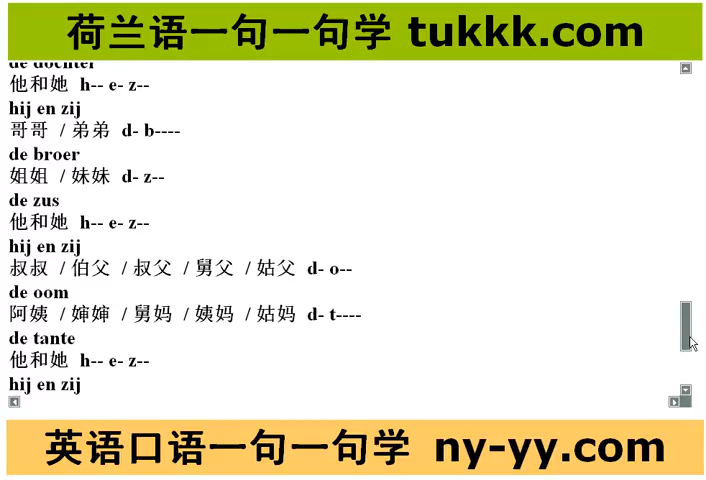 荷兰语一句一句学 tukkk.com
de dochter
他和她 h-- e- z--
hij en zij
哥哥 / 弟弟 d- b----
de broer
姐姐 / 妹妹 d- z--
de zus
他和她 h-- e- z--
hij en zij
叔叔 / 伯父 / 叔父 / 舅父 / 姑父 d- o--
de oom
阿姨 / 婶婶 / 舅妈 / 姨妈 / 姑妈 d- t----
de tante
他和她 h-- e- z--
hij en zij
英语口语一句一句学 ny-yy.com